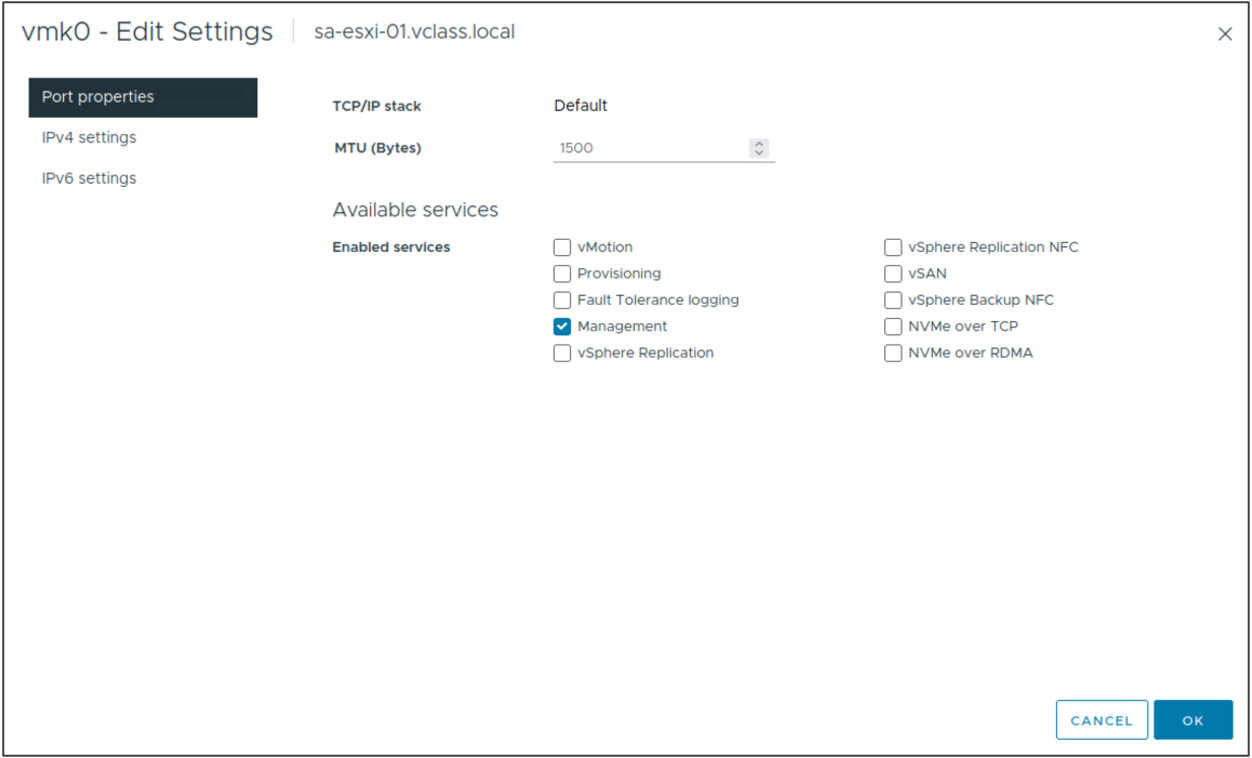 vmk0 - Edit Settings sa-esxi-01.vclass.local
Port properties
IPv4 settings
IPv6 settings
TCP/IP stack Default
MTU (Bytes) 1500
Available services
Enabled services
vMotion
Provisioning
Fault Tolerance logging
Management
vSphere Replication
vSphere Replication NFC
vSAN
vSphere Backup NFC
NVMe over TCP
NVMe over RDMA
CANCEL OK